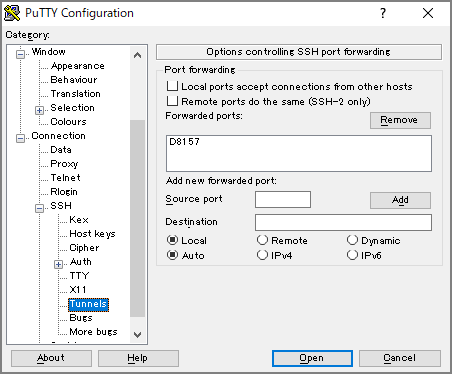 PuTTY Configuration
Category:
Window
Appearance
Behaviour
Translation
Selection
Colours
Connection
Data
Proxy
Telnet
Rlogin
SSH
Kex
Host keys
Cipher
Auth
TTY
X11
Tunnels
Bugs
More bugs
Options controlling SSH port forwarding
Port forwarding
Local ports accept connections from other hosts
Remote ports do the same (SSH-2 only)
Forwarded ports:
Remove
D8157
Add new forwarded port:
Source port
Add
Destination
Local Remote Dynamic
Auto IPv4 IPv6
About Help Open Cancel